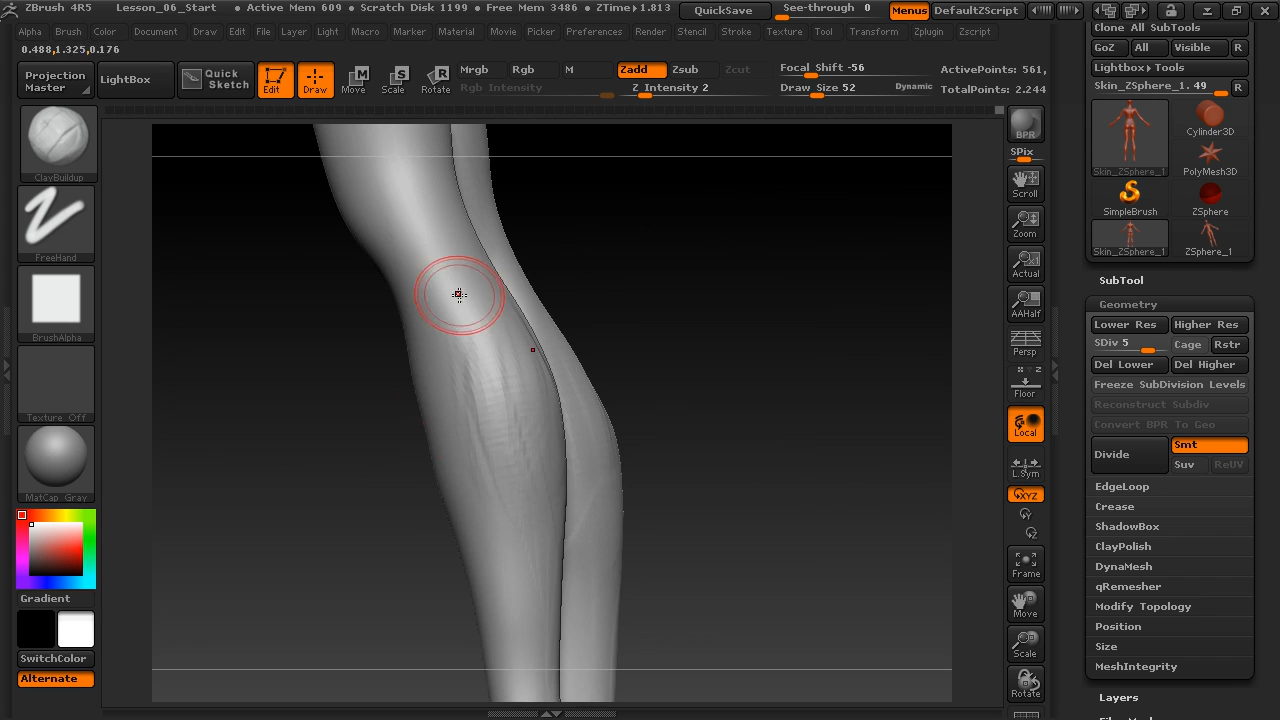 ZBrush 4R5 Lesson_06_Start • Active Mem 609 • Scratch Disk 1199 • Free Mem 3486 • ZTime▸1.813 QuickSave See-through 0 Menus DefaultZScript
Alpha Brush Color Document Draw Edit File Layer Light Macro Marker Material Movie Picker Preferences Render Stencil Stroke Texture Tool Transform Zplugin Zscript
0.488,1.325,0.176
Projection Master
LightBox
Quick Sketch
Edit
Draw
Move
Scale
Rotate
Mrgb Rgb M
Rgb Intensity
Zadd Zsub Zcut
Z Intensity 2
Focal Shift -56
Draw Size 52 Dynamic
ActivePoints: 561,
TotalPoints: 2.244
ClayBuildup
FreeHand
BrushAlpha
Texture Off
MatCap Gray
Gradient
SwitchColor
Alternate
BPR
SPix
Scroll
Zoom
Actual
AAHalf
Persp
X Z
Floor
Local
L.Sym
XYZ
Y
Z
Frame
Move
Scale
Rotate
Clone All SubTools
GoZ All Visible R
Lightbox▸Tools
Skin_ZSphere_1. 49 R
Skin_ZSphere_1
Cylinder3D
PolyMesh3D
SimpleBrush
ZSphere
Skin_ZSphere_1
ZSphere_1
SubTool
Geometry
Lower Res Higher Res
SDiv 5 Cage Rstr
Del Lower Del Higher
Freeze SubDivision Levels
Reconstruct Subdiv
Convert BPR To Geo
Divide
Smt
Suv ReUV
EdgeLoop
Crease
ShadowBox
ClayPolish
DynaMesh
qRemesher
Modify Topology
Position
Size
MeshIntegrity
Layers